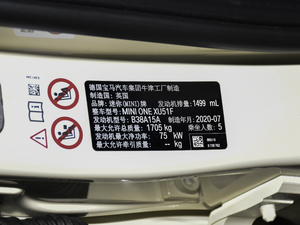 德国宝马汽车集团牛津工厂制造
制造国：英国
品牌：迷你(MINI)牌 发动机排量：1499 mL
整车型号：MINI ONE XU51F
发动机型号：B38A15A 制造年月：2020-07
最大允许总质量：1705 kg 乘坐人数：5
发动机最大净功率：75 kW
最大允许牵引质量：-- kg